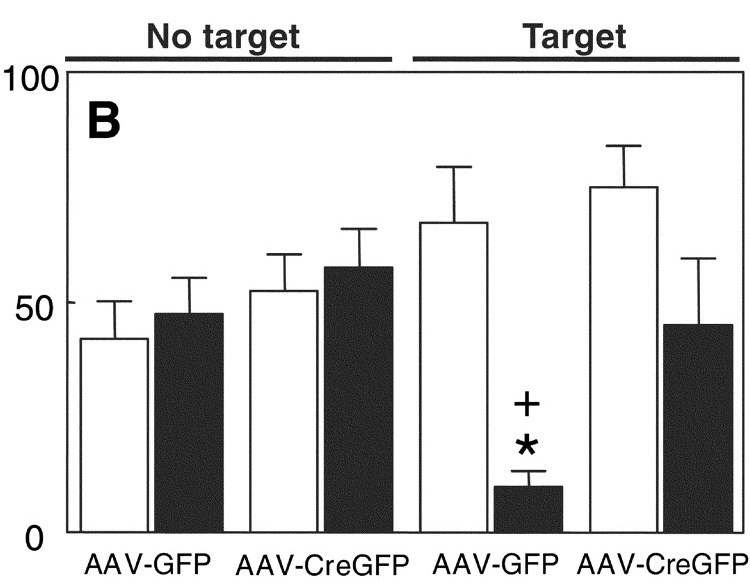 No target Target
100
B
50
+
*
0
AAV-GFP AAV-CreGFP AAV-GFP AAV-CreGFP